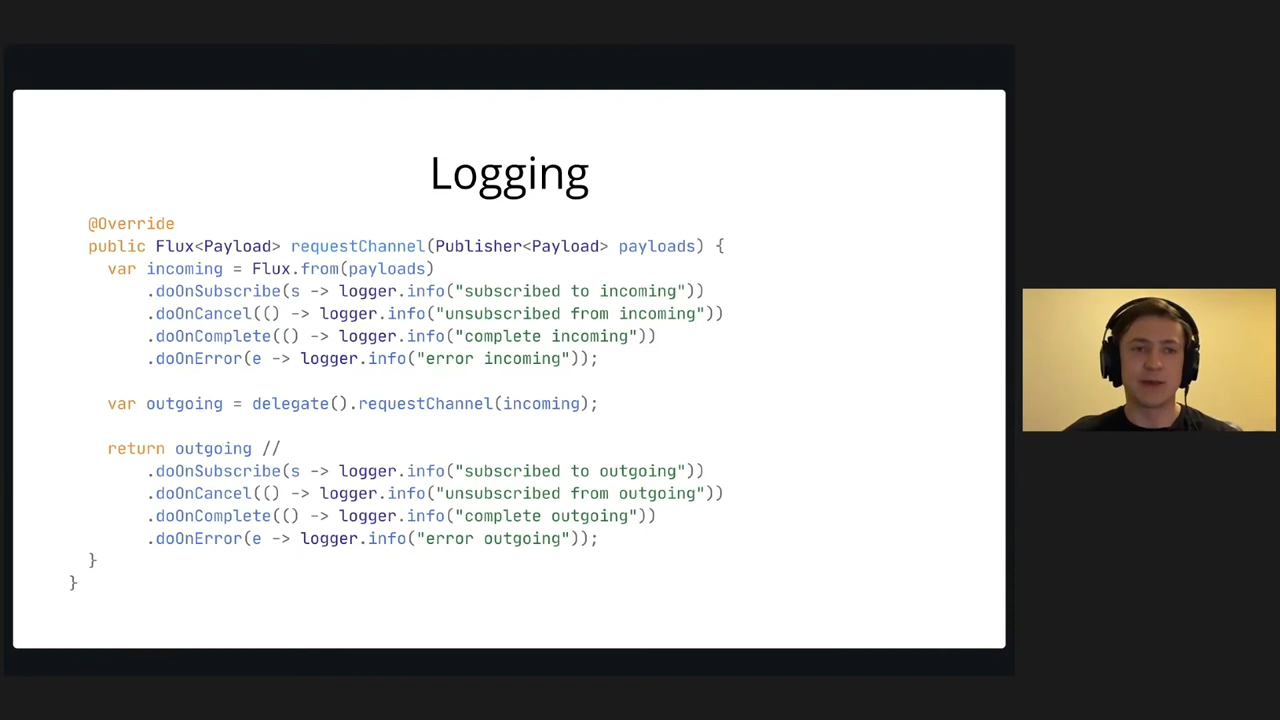 Logging
@Override
public Flux<Payload> requestChannel(Publisher<Payload> payloads) {
var incoming = Flux.from(payloads)
.doOnSubscribe(s -> logger.info("subscribed to incoming"))
.doOnCancel(() -> logger.info("unsubscribed from incoming"))
.doOnComplete(() -> logger.info("complete incoming"))
.doOnError(e -> logger.info("error incoming"));
var outgoing = delegate().requestChannel(incoming);
return outgoing //
.doOnSubscribe(s -> logger.info("subscribed to outgoing"))
.doOnCancel(() -> logger.info("unsubscribed from outgoing"))
.doOnComplete(() -> logger.info("complete outgoing"))
.doOnError(e -> logger.info("error outgoing"));
}
}